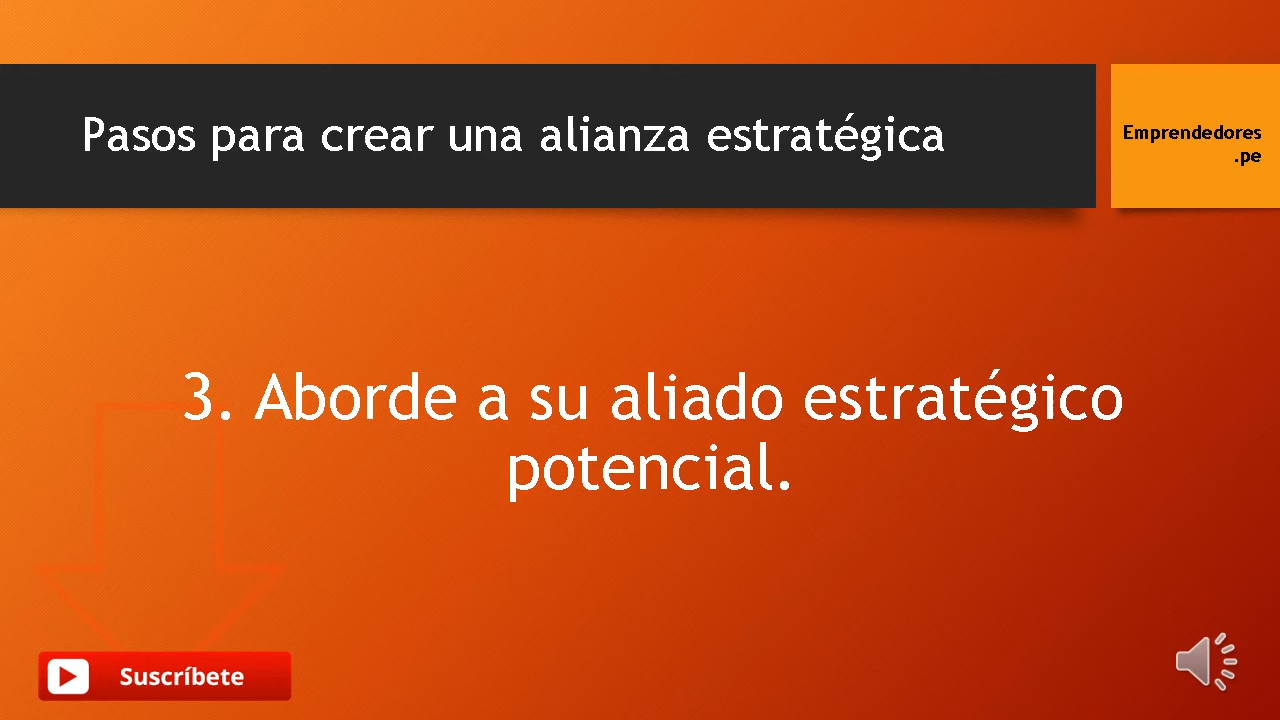 Pasos para crear una alianza estratégica
Emprendedores
.pe
3. Aborde a su aliado estratégico
potencial.
Suscríbete